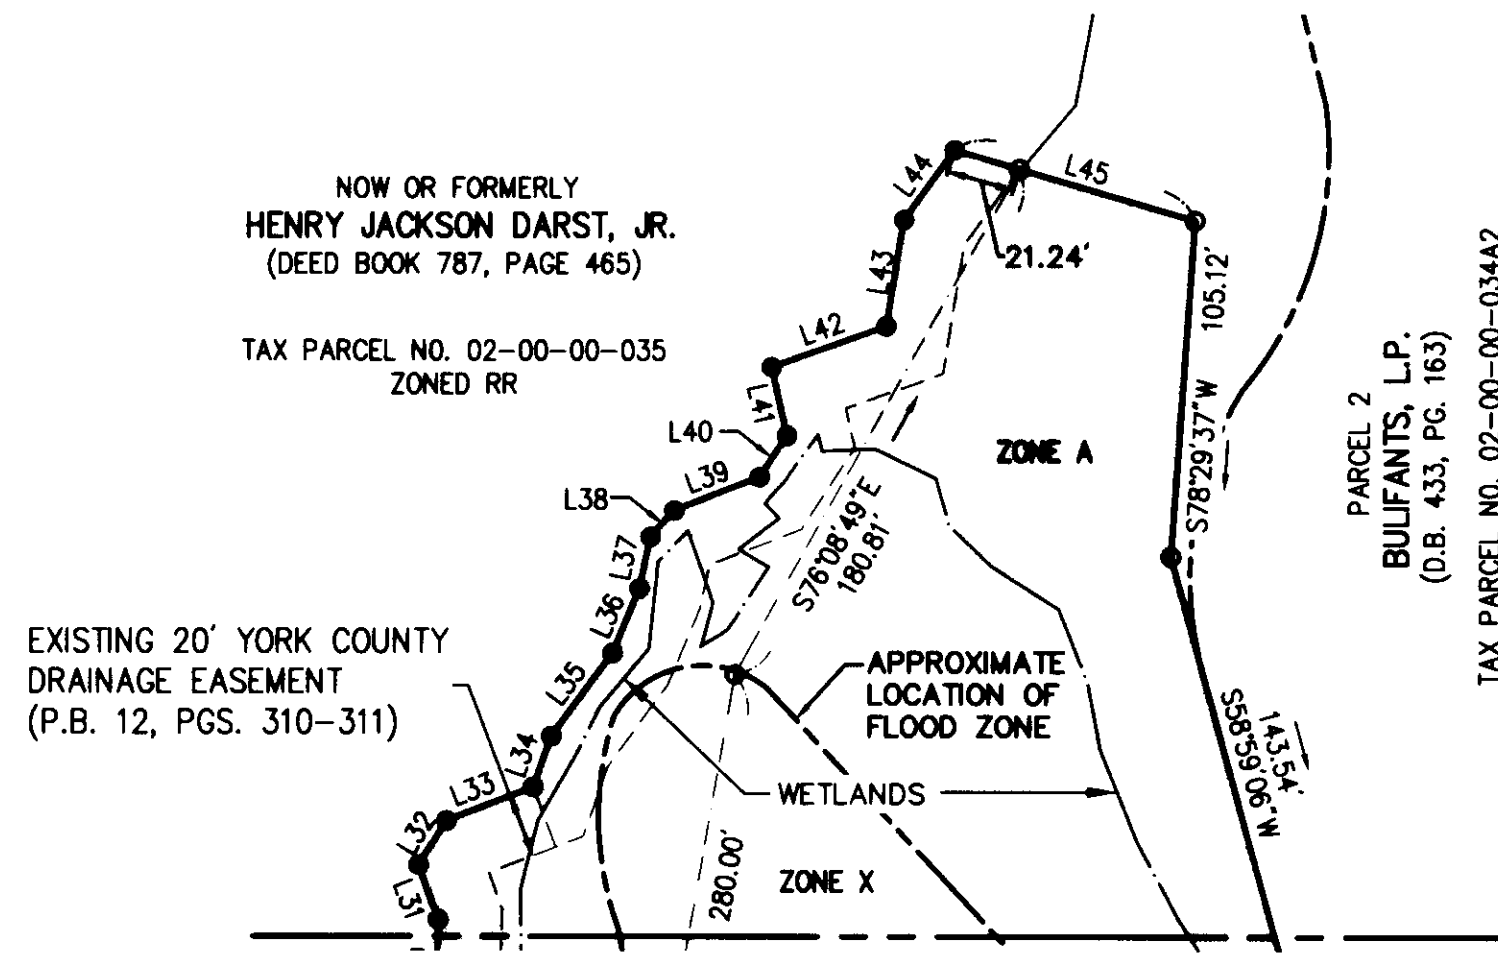 NOW OR FORMERLY
HENRY JACKSON DARST, JR.
(DEED BOOK 787, PAGE 465)
TAX PARCEL NO. 02-00-00-035
ZONED RR
L44
L45
21.24'
L43
L42
L41
L40
L39
L38
L37
L36
L35
L34
L33
L32
L31
105.12'
S78°29'37"W
ZONE A
S76°08'49"E
180.81'
PARCEL 2
BULIFANTS, L.P.
(D.B. 433, PG. 163)
TAX PARCEL NO. 02-00-00-034A2
EXISTING 20' YORK COUNTY
DRAINAGE EASEMENT
(P.B. 12, PGS. 310-311)
APPROXIMATE
LOCATION OF
FLOOD ZONE
143.54'
S58°59'06"W
WETLANDS
280.00'
ZONE X